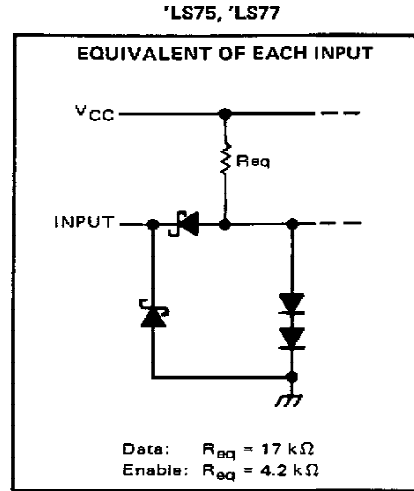 'LS75, 'LS77
EQUIVALENT OF EACH INPUT
VCC
Req
INPUT
Data: Req = 17 kΩ
Enable: Req = 4.2 kΩ